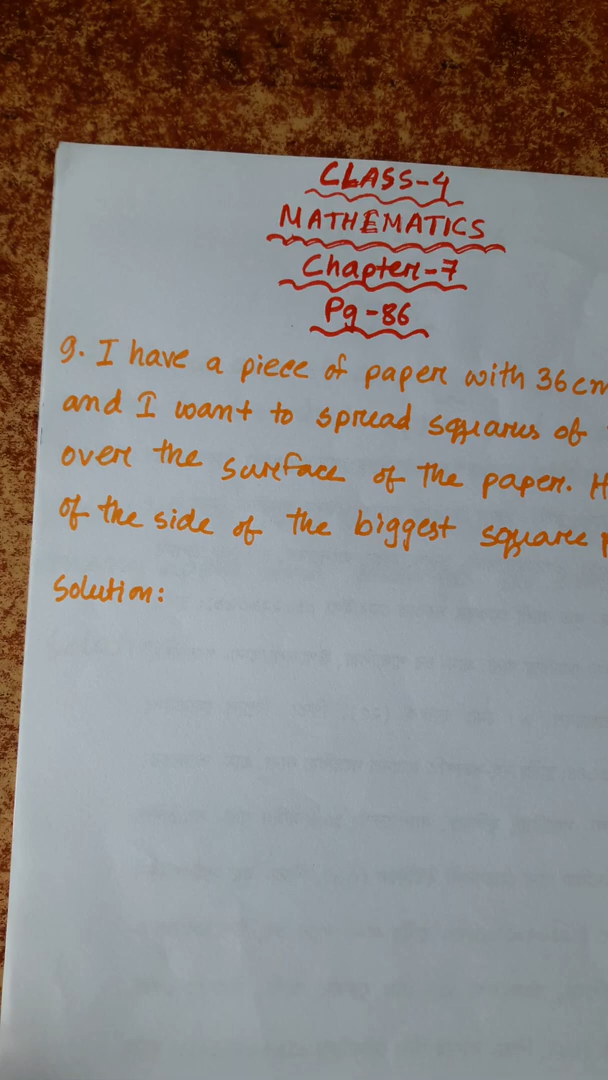 CLASS-4
MATHEMATICS
Chapter-7
Pg-86
9. I have a piece of paper with 36cm
and I want to spread squares of
over the surface of the paper.
of the side of the biggest square
Solution: